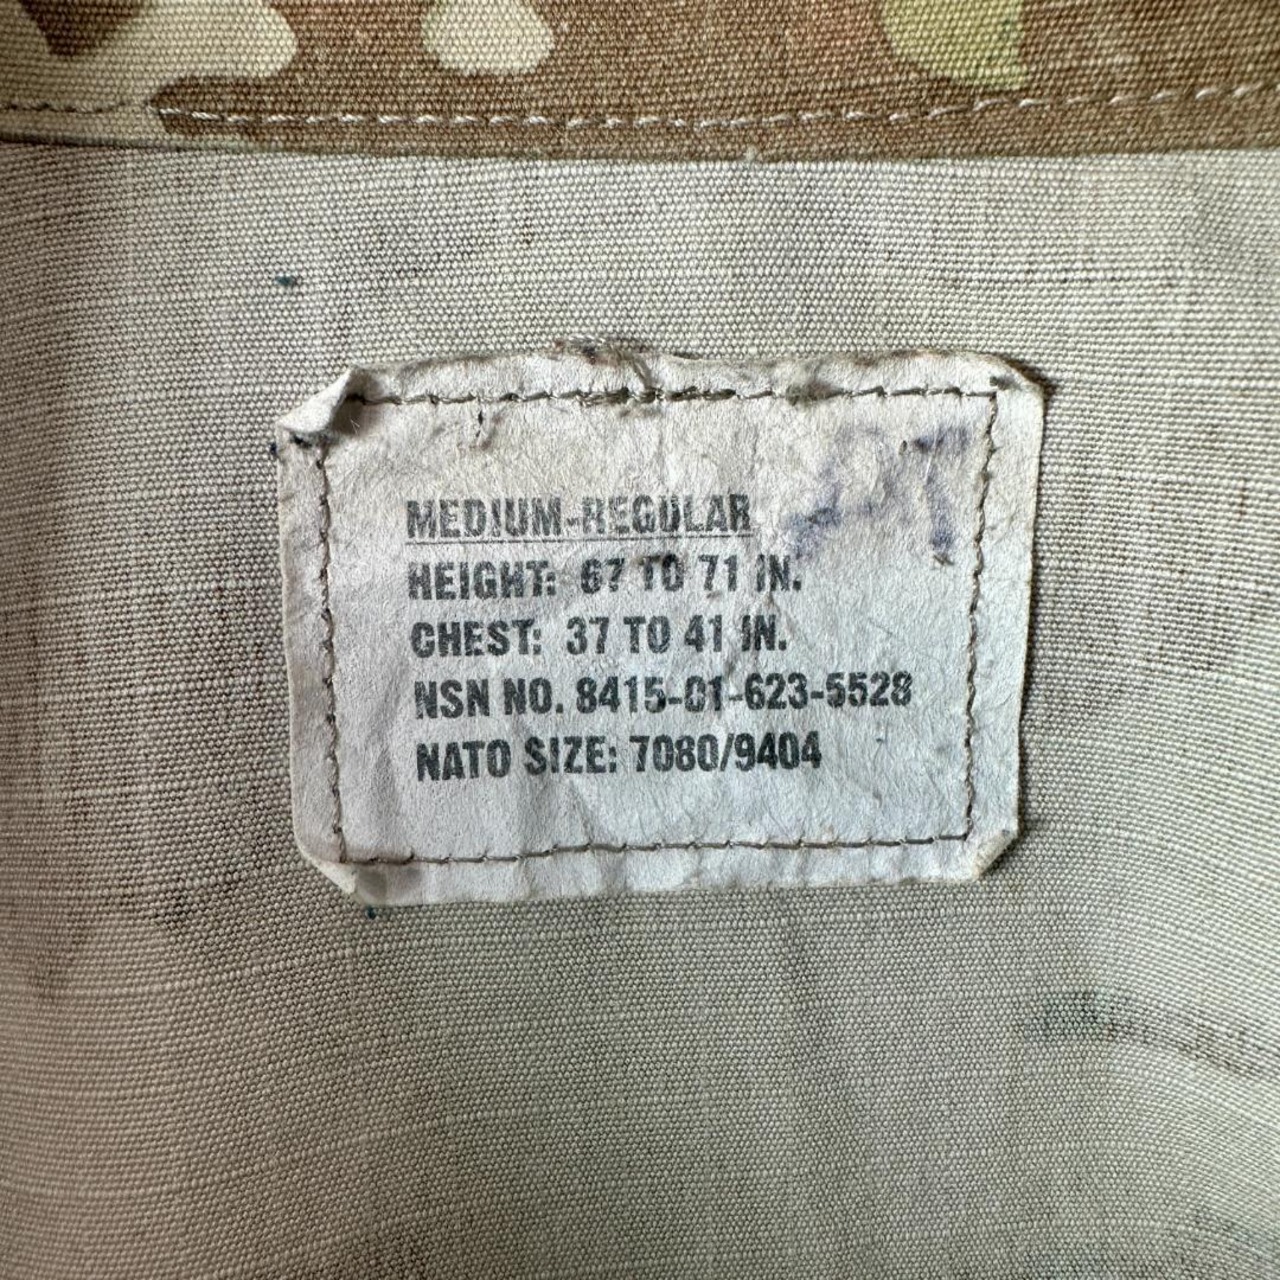 MEDIUM-REGULAR
HEIGHT: 67 TO 71 IN.
CHEST: 37 TO 41 IN.
NSN NO. 8415-01-623-5528
NATO SIZE: 7080/9404